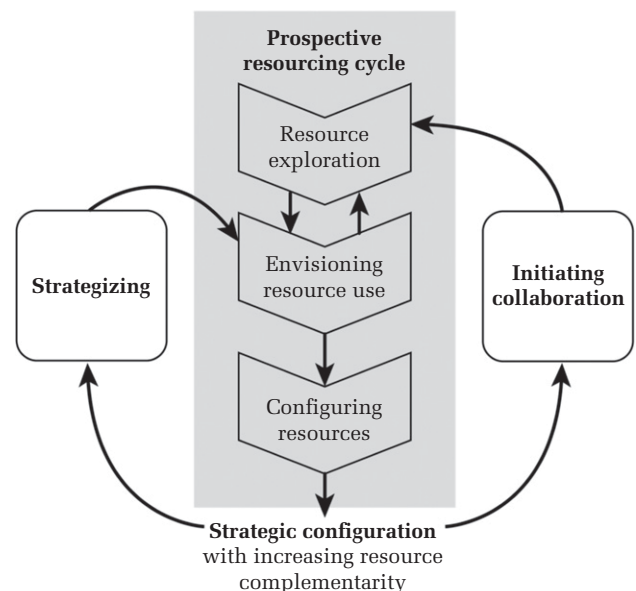 Prospective
resourcing cycle
Resource
exploration
Envisioning
resource use
Configuring
resources
Strategizing
Initiating
collaboration
Strategic configuration
with increasing resource
complementarity